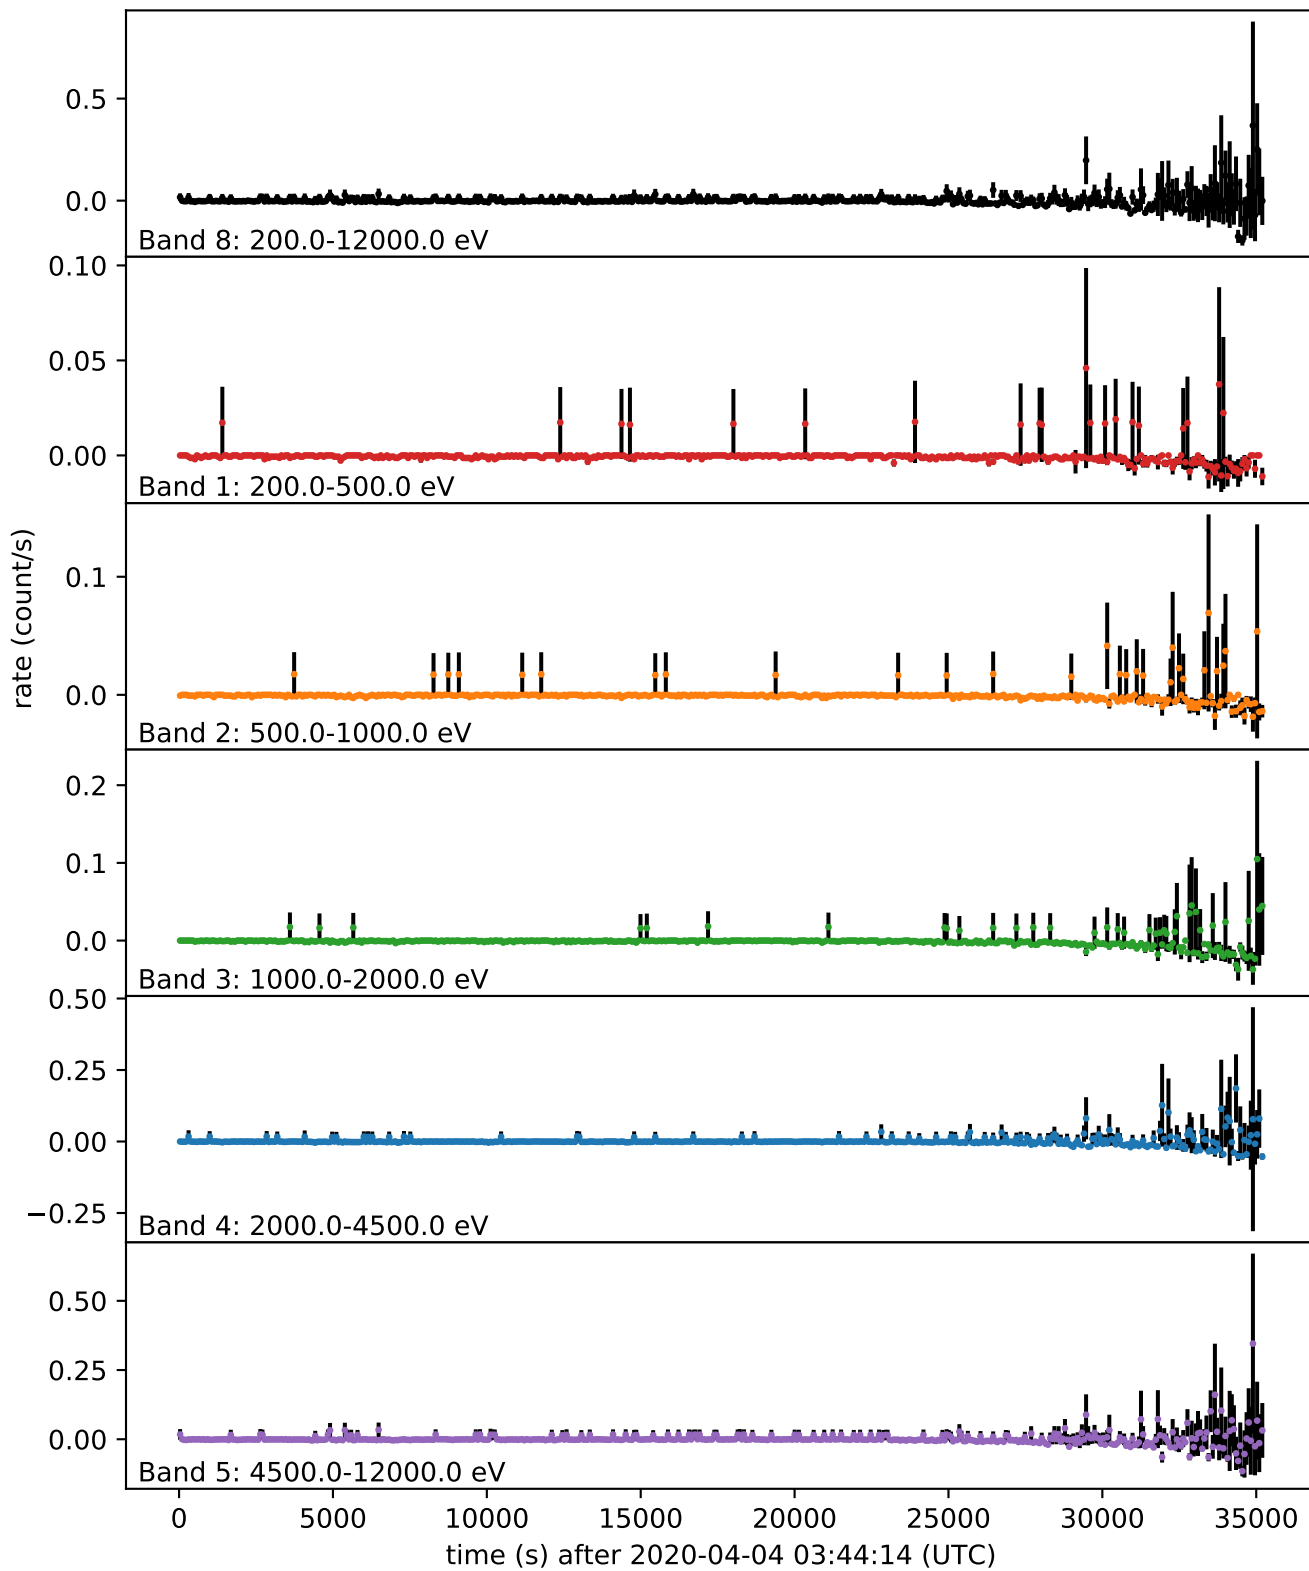 0.5
0.0
Band 8: 200.0-12000.0 eV
0.10
0.05
0.00
Band 1: 200.0-500.0 eV
0.1
0.0
Band 2: 500.0-1000.0 eV
rate (count/s)
0.2
0.1
0.0
Band 3: 1000.0-2000.0 eV
0.50
0.25
0.00
−0.25
Band 4: 2000.0-4500.0 eV
0.50
0.25
0.00
Band 5: 4500.0-12000.0 eV
0 5000 10000 15000 20000 25000 30000 35000
time (s) after 2020-04-04 03:44:14 (UTC)